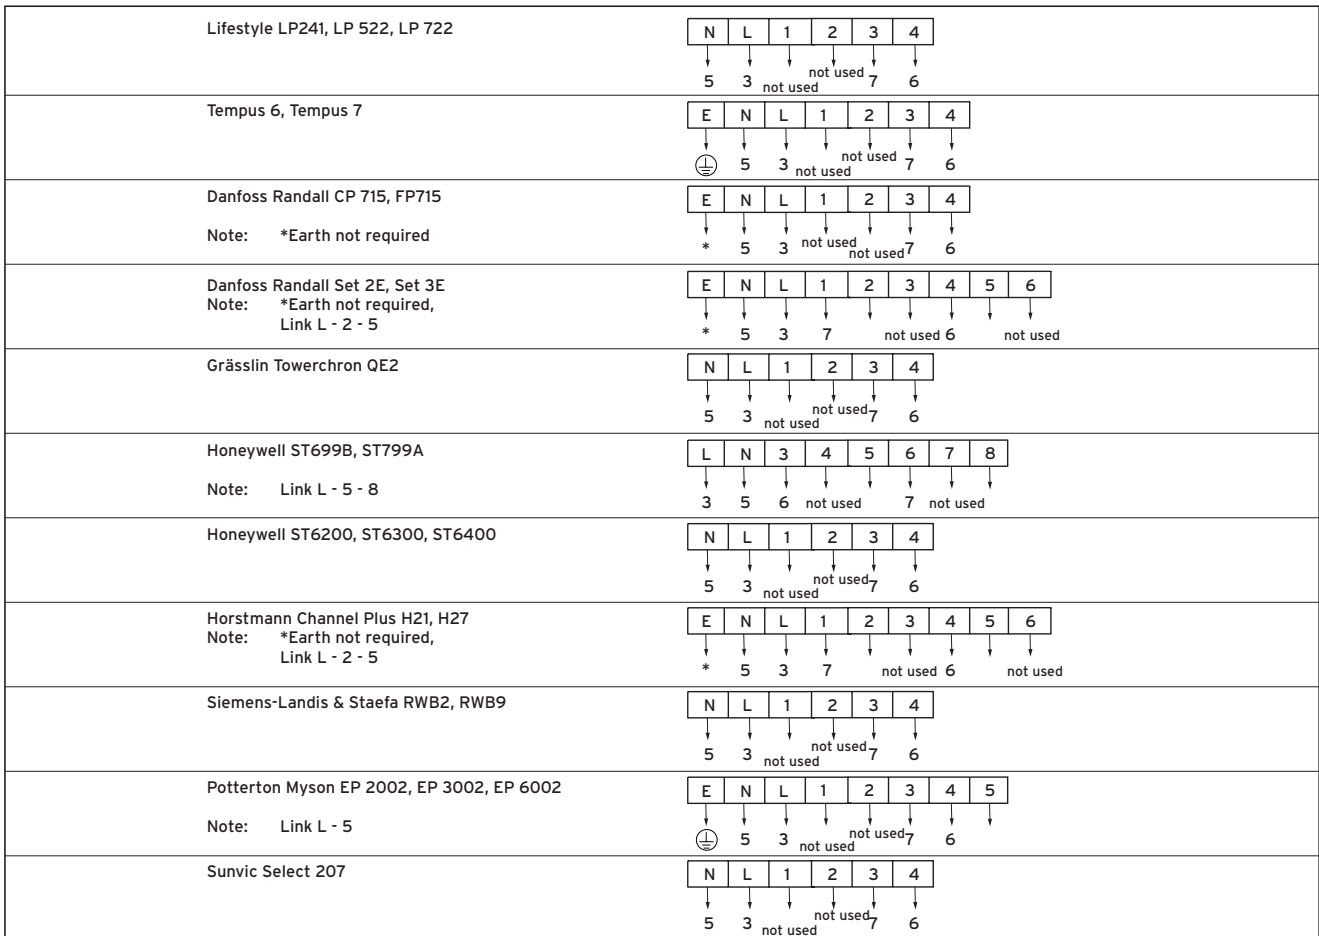 Lifestyle LP241, LP 522, LP 722
N L 1 2 3 4
not used
5 3 not used 7 6
Tempus 6, Tempus 7
E N L 1 2 3 4
not used
5 3 not used 7 6
Danfoss Randall CP 715, FP715
E N L 1 2 3 4
Note: *Earth not required
* 5 3 not used not used 7 6
Danfoss Randall Set 2E, Set 3E
E N L 1 2 3 4 5 6
Note: *Earth not required,
Link L - 2 - 5
* 5 3 7 not used 6 not used
Grässlin Towerchron QE2
N L 1 2 3 4
not used
5 3 not used 7 6
Honeywell ST699B, ST799A
L N 3 4 5 6 7 8
Note: Link L - 5 - 8
3 5 6 not used 7 not used
Honeywell ST6200, ST6300, ST6400
N L 1 2 3 4
not used
5 3 not used 7 6
Horstmann Channel Plus H21, H27
E N L 1 2 3 4 5 6
Note: *Earth not required,
Link L - 2 - 5
* 5 3 7 not used 6 not used
Siemens-Landis & Staefa RWB2, RWB9
N L 1 2 3 4
not used
5 3 not used 7 6
Potterton Myson EP 2002, EP 3002, EP 6002
E N L 1 2 3 4 5
Note: Link L - 5
not used
5 3 not used 7 6
Sunvic Select 207
N L 1 2 3 4
not used
5 3 not used 7 6